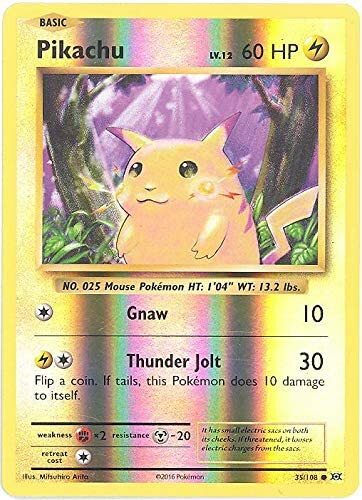 BASIC
Pikachu LV.12 60 HP
NO. 025 Mouse Pokémon HT: 1'04" WT: 13.2 lbs.
Gnaw 10
Thunder Jolt 30
Flip a coin. If tails, this Pokémon does 10 damage
to itself.
weakness ×2 resistance -20
retreat
cost
It has small electric sacs on both
its cheeks. If threatened, it looses
electric charges from the sacs.
Illus. Mitsuhiro Arita
©2016 Pokémon
35/108